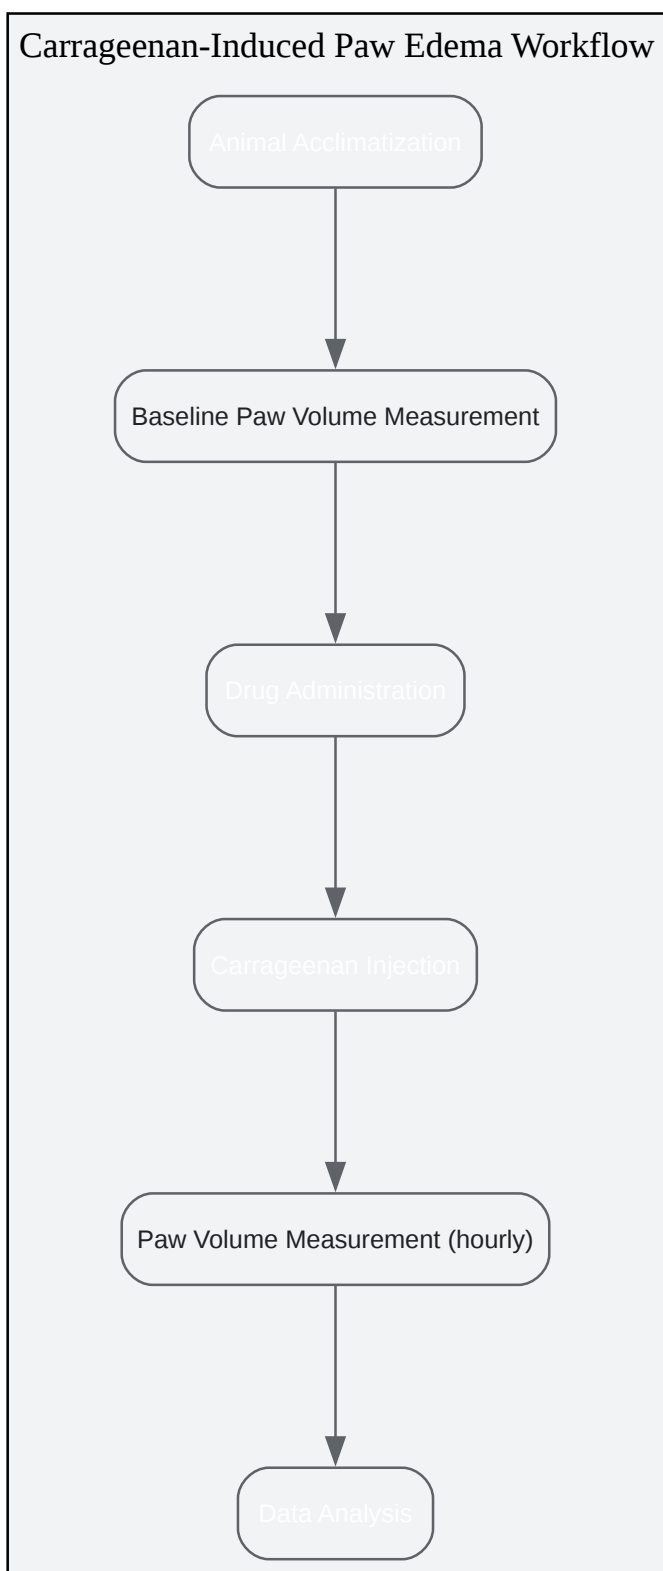 Carrageenan-Induced Paw Edema Workflow
Animal Acclimatization
Baseline Paw Volume Measurement
Drug Administration
Carrageenan Injection
Paw Volume Measurement (hourly)
Data Analysis